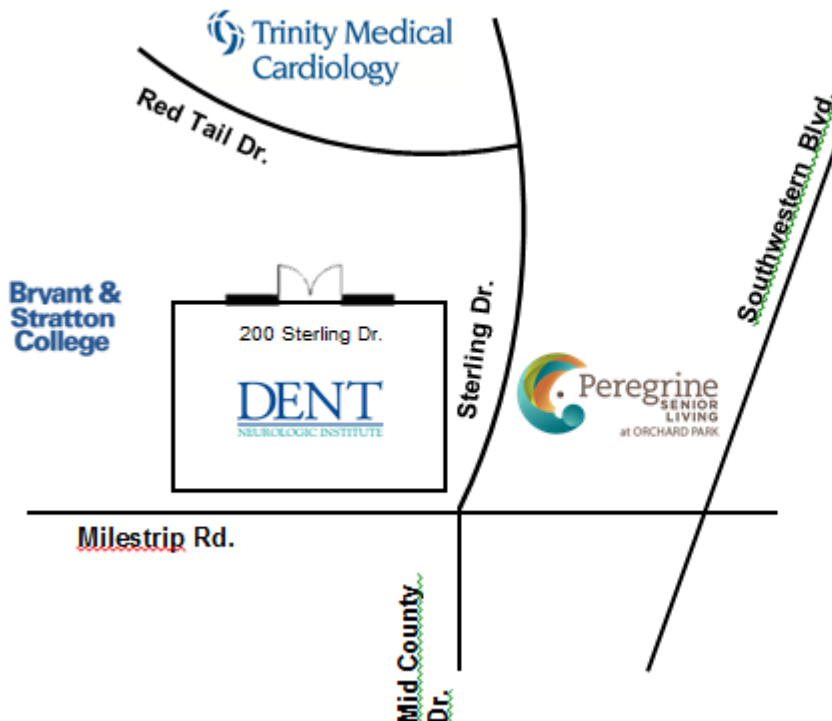 Trinity Medical
Cardiology
Red Tail Dr.
Southwestern Blvd.
Bryant &
Stratton
College
200 Sterling Dr.
DENT
NEUROLOGIC INSTITUTE
Sterling Dr.
Peregrine
SENIOR
LIVING
at ORCHARD PARK
Milestrip Rd.
Mid County
Dr.